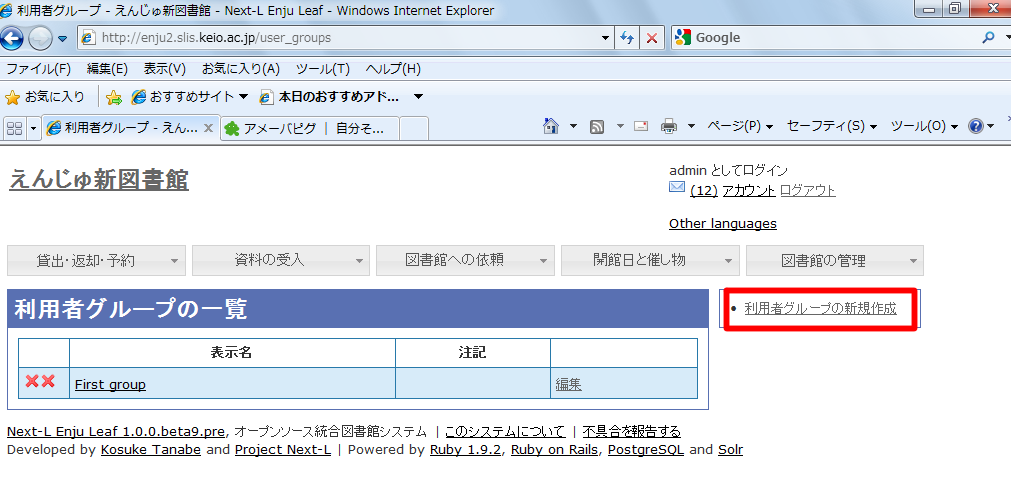 利用者グループ - えんじゅ新図書館 - Next-L Enju Leaf - Windows Internet Explorer
http://enju2.slis.keio.ac.jp/user_groups
Google
ファイル(F) 編集(E) 表示(V) お気に入り(A) ツール(T) ヘルプ(H)
お気に入り おすすめサイト 本日のおすすめアド...
利用者グループ - えん... アメーバピグ | 自分そ... ページ(P) セーフティ(S) ツール(O)
えんじゅ新図書館
admin としてログイン
(12) アカウント ログアウト
Other languages
貸出・返却・予約 資料の受入 図書館への依頼 開館日と催し物 図書館の管理
利用者グループの一覧
利用者グループの新規作成
表示名 注記
First group 編集
Next-L Enju Leaf 1.0.0.beta9.pre, オープンソース統合図書館システム | このシステムについて | 不具合を報告する
Developed by Kosuke Tanabe and Project Next-L | Powered by Ruby 1.9.2, Ruby on Rails, PostgreSQL and Solr